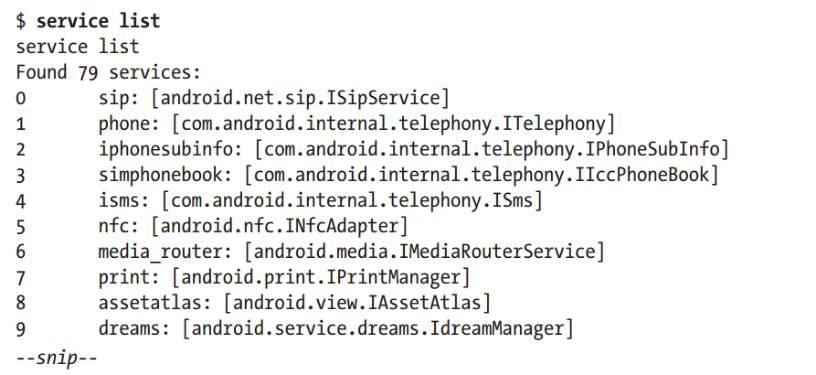 $ service list
service list
Found 79 services:
0 sip: [android.net.sip.ISipService]
1 phone: [com.android.internal.telephony.ITelephony]
2 iphonesubinfo: [com.android.internal.telephony.IPhoneSubInfo]
3 simphonebook: [com.android.internal.telephony.IIccPhoneBook]
4 isms: [com.android.internal.telephony.ISms]
5 nfc: [android.nfc.INfcAdapter]
6 media_router: [android.media.IMediaRouterService]
7 print: [android.print.IPrintManager]
8 assetatlas: [android.view.IAssetAtlas]
9 dreams: [android.service.dreams.IdreamManager]
--snip--